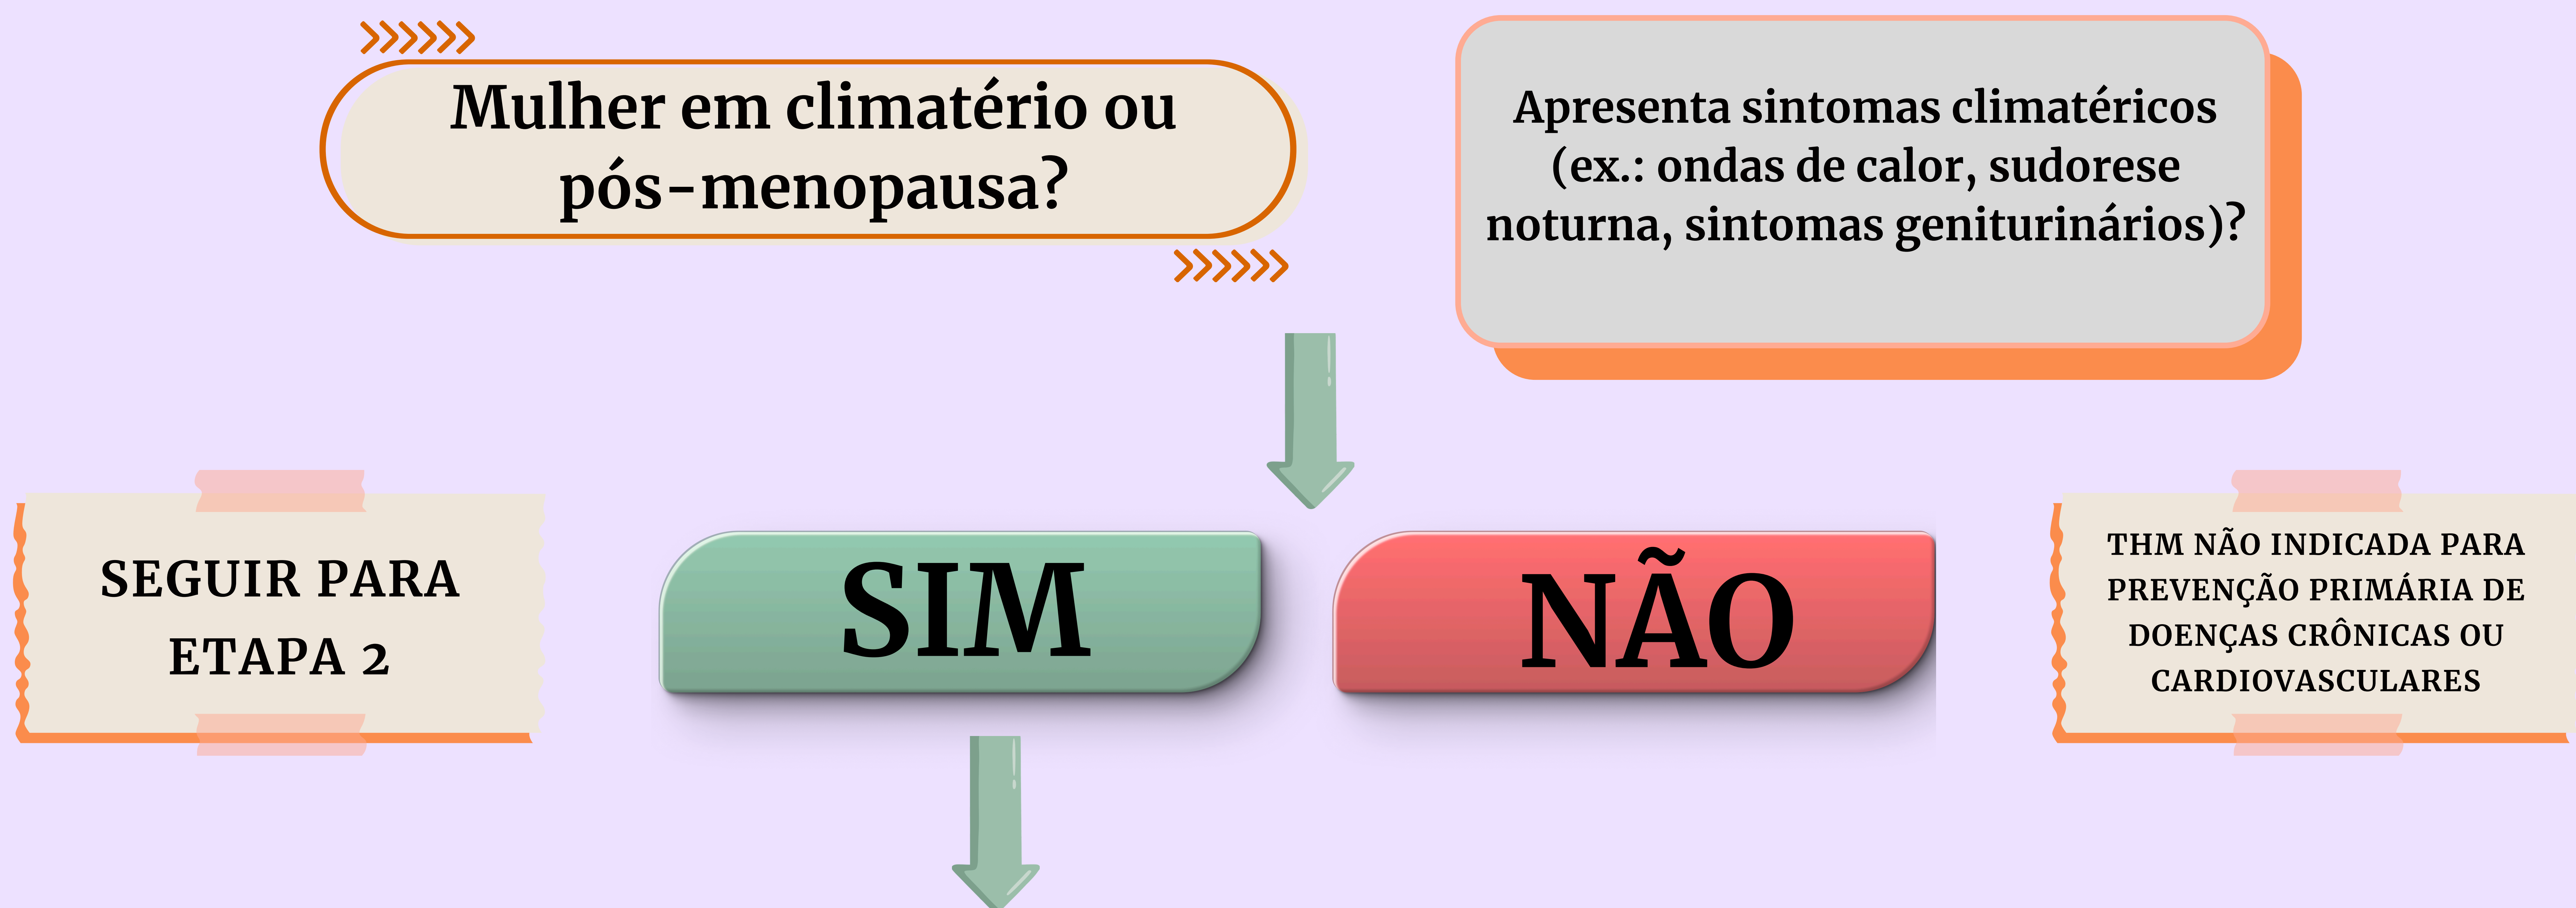 Mulher em climatério ou
pós-menopausa?
Apresenta sintomas climatéricos
(ex.: ondas de calor, sudorese
noturna, sintomas geniturinários)?
SEGUIR PARA
ETAPA 2
SIM
NÃO
THM NÃO INDICADA PARA
PREVENÇÃO PRIMÁRIA DE
DOENÇAS CRÔNICAS OU
CARDIOVASCULARES